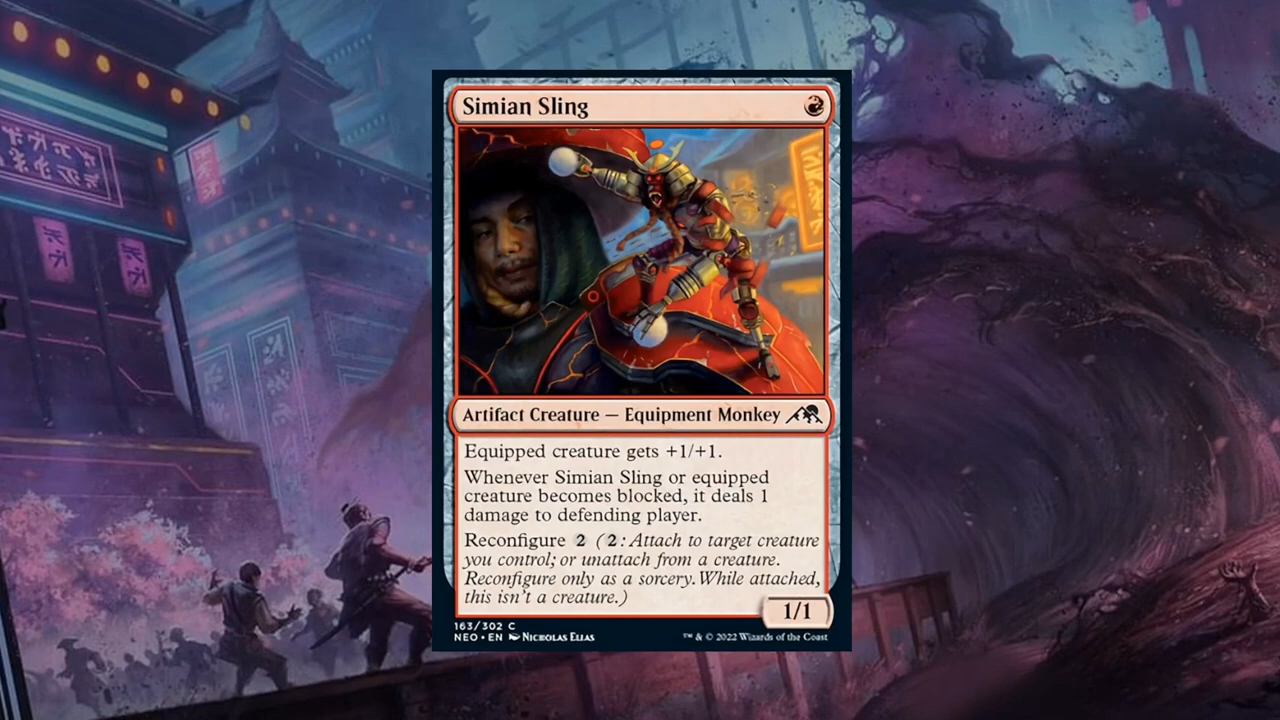 Simian Sling
Artifact Creature — Equipment Monkey
Equipped creature gets +1/+1.
Whenever Simian Sling or equipped
creature becomes blocked, it deals 1
damage to defending player.
Reconfigure 2 (2: Attach to target creature
you control; or unattach from a creature.
Reconfigure only as a sorcery. While attached,
this isn't a creature.)
1/1
163/302 C
NEO • EN Nicholas Elias
™ & © 2022 Wizards of the Coast